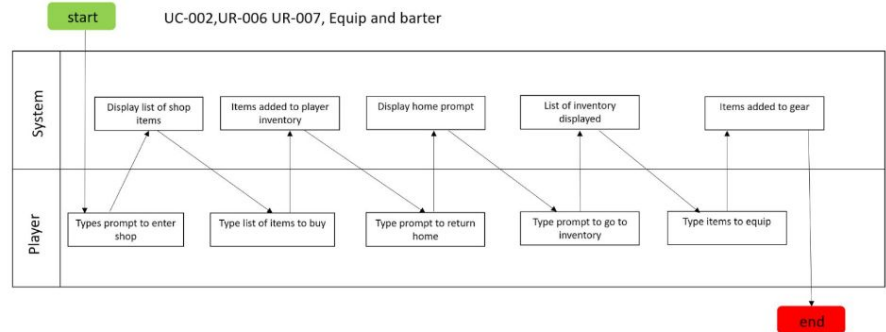 start
UC-002,UR-006 UR-007, Equip and barter
System
Display list of shop
items
Items added to player
inventory
Display home prompt
List of inventory
displayed
Items added to gear
Player
Types prompt to enter
shop
Type list of items to buy
Type prompt to return
home
Type prompt to go to
inventory
Type items to equip
end